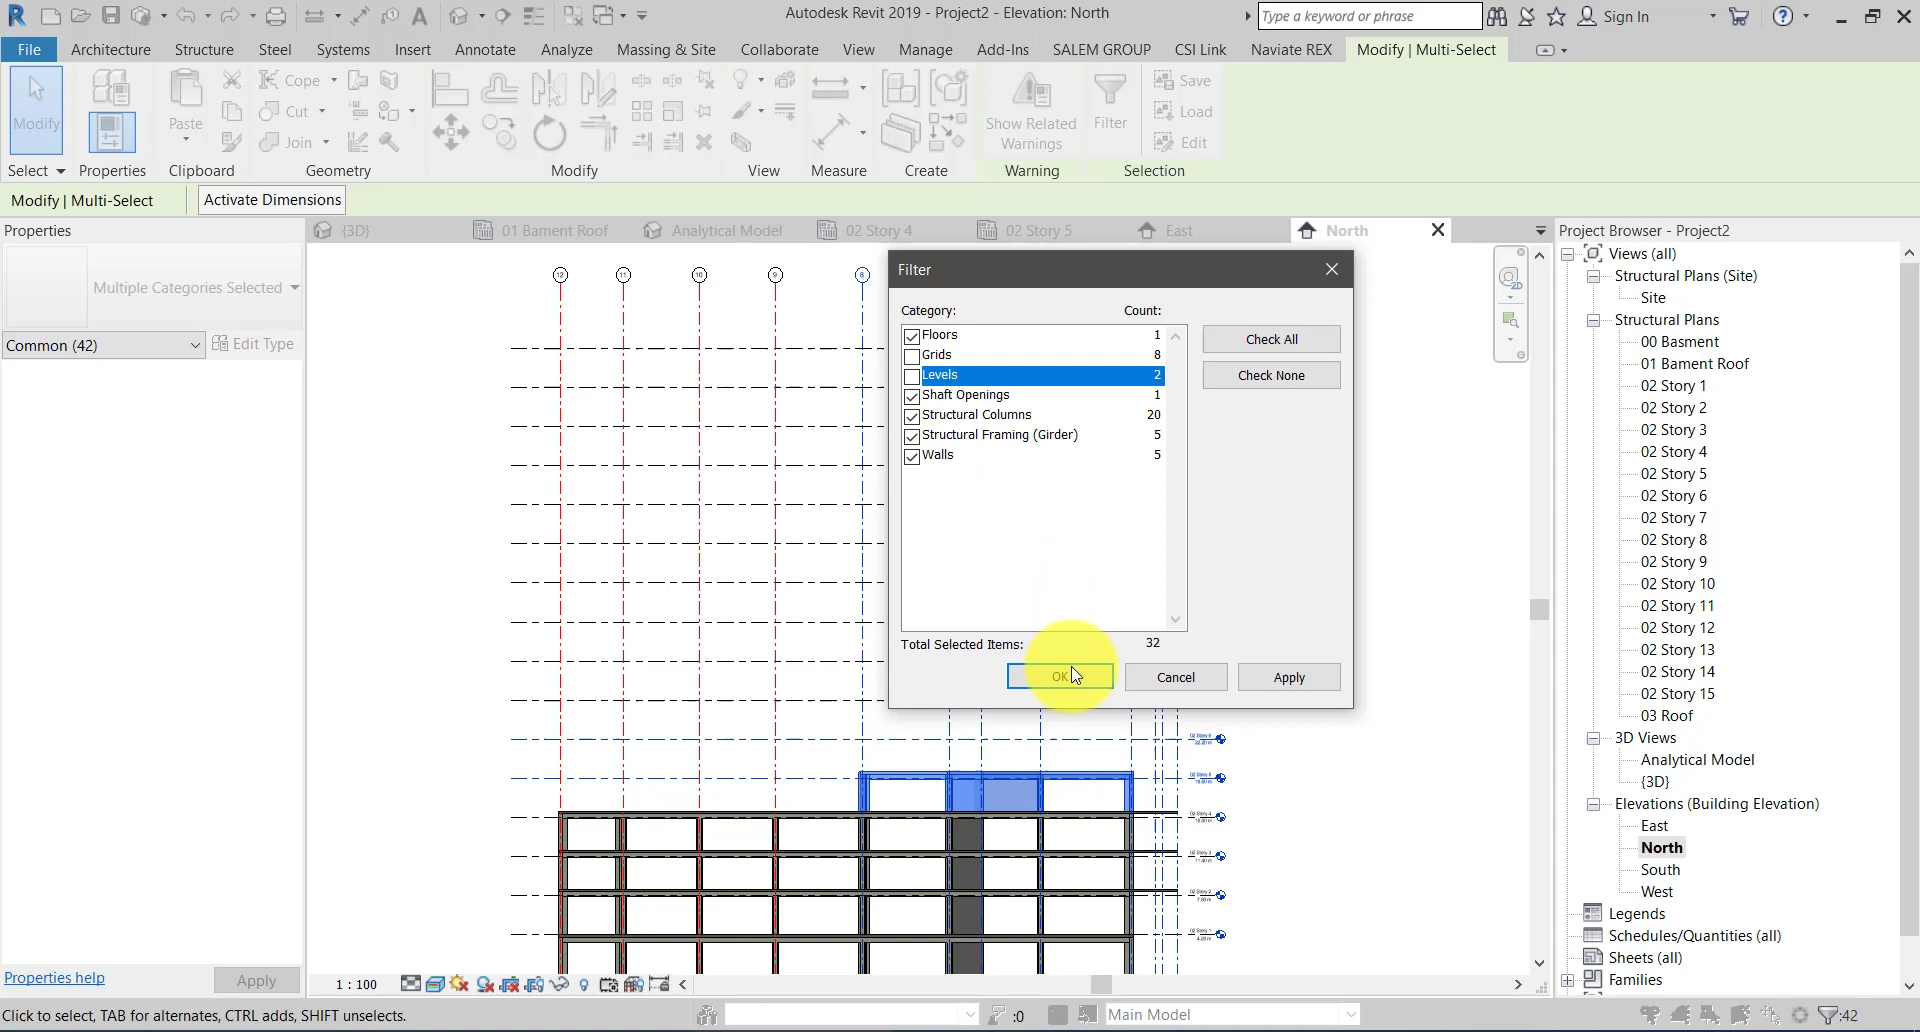 Autodesk Revit 2019 - Project2 - Elevation: North
Type a keyword or phrase
Sign In
File Architecture Structure Steel Systems Insert Annotate Analyze Massing & Site Collaborate View Manage Add-Ins SALEM GROUP CSI Link Naviate REX Modify | Multi-Select
Modify
Paste
Cope
Cut
Join
Show Related
Warnings
Filter
Save
Load
Edit
Select Properties Clipboard Geometry Modify View Measure Create Warning Selection
Modify | Multi-Select
Activate Dimensions
Properties
Multiple Categories Selected
Common (42)
Edit Type
Properties help
Apply
{3D}
01 Bament Roof
Analytical Model
02 Story 4
02 Story 5
East
North
12
11
10
9
8
Filter
Category:
Count:
Floors 1
Grids 8
Levels 2
Shaft Openings 1
Structural Columns 20
Structural Framing (Girder) 5
Walls 5
Check All
Check None
Total Selected Items: 32
OK
Cancel
Apply
2D
Project Browser - Project2
Views (all)
Structural Plans (Site)
Site
Structural Plans
00 Basment
01 Bament Roof
02 Story 1
02 Story 2
02 Story 3
02 Story 4
02 Story 5
02 Story 6
02 Story 7
02 Story 8
02 Story 9
02 Story 10
02 Story 11
02 Story 12
02 Story 13
02 Story 14
02 Story 15
03 Roof
3D Views
Analytical Model
{3D}
Elevations (Building Elevation)
East
North
South
West
Legends
Schedules/Quantities (all)
Sheets (all)
Families
1 : 100
Click to select, TAB for alternates, CTRL adds, SHIFT unselects.
:0
Main Model
:42